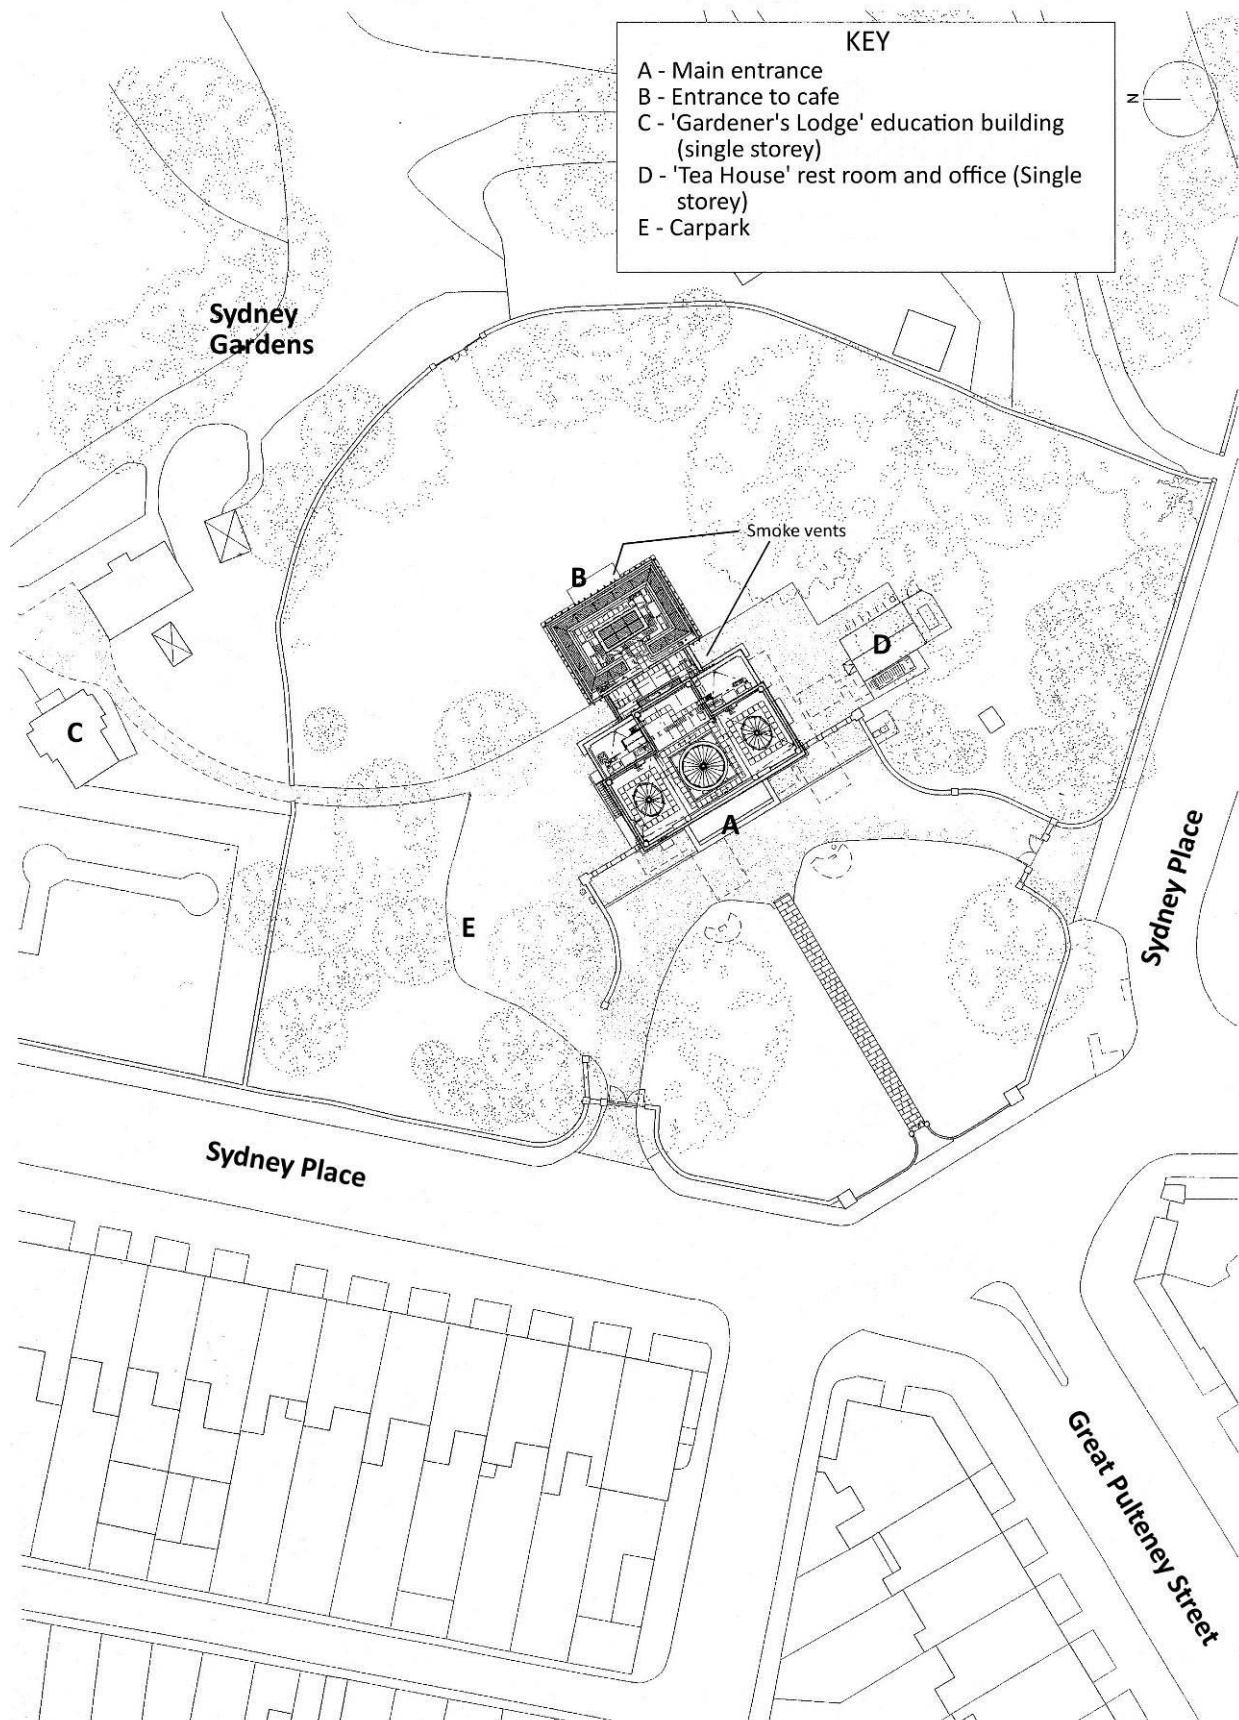 KEY
A - Main entrance
B - Entrance to cafe
C - 'Gardener's Lodge' education building
(single storey)
D - 'Tea House' rest room and office (Single
storey)
E - Carpark
N
Sydney
Gardens
Smoke vents
B
D
C
A
E
Sydney Place
Sydney Place
Great Pulteney Street